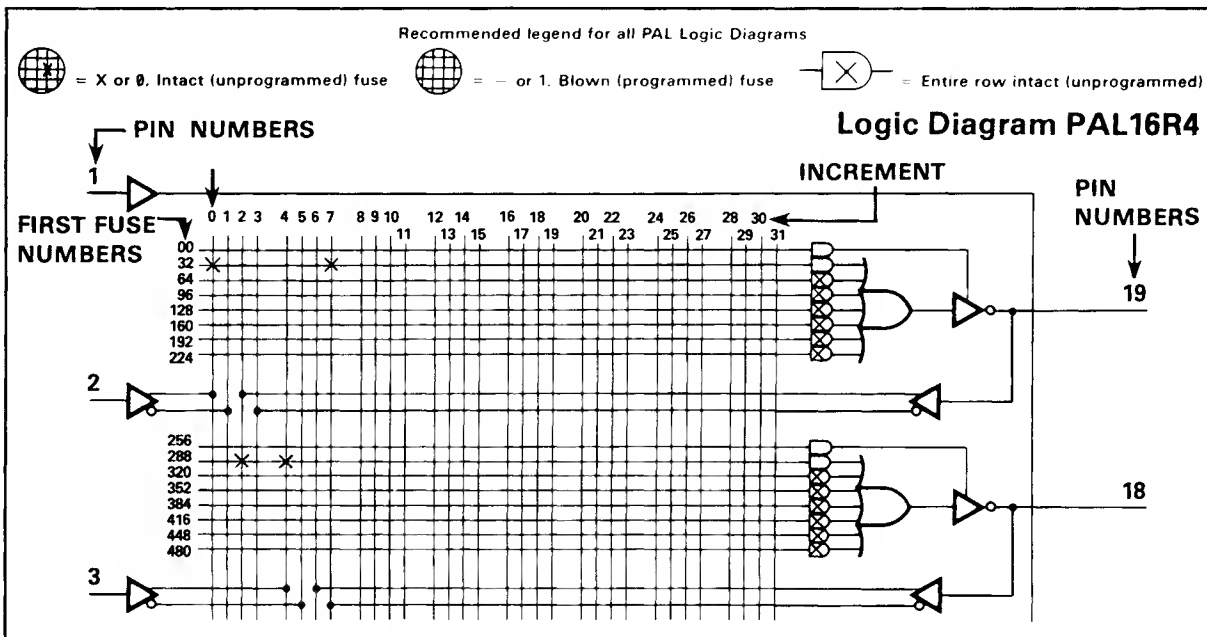 Recommended legend for all PAL Logic Diagrams
= X or 0, Intact (unprogrammed) fuse
= – or 1. Blown (programmed) fuse
= Entire row intact (unprogrammed)
Logic Diagram PAL16R4
PIN NUMBERS
INCREMENT
PIN NUMBERS
1
FIRST FUSE NUMBERS
0 1 2 3 4 5 6 7 8 9 10 12 14 16 18 20 22 24 26 28 30
11 13 15 17 19 21 23 25 27 29 31
00
32
64
96
128
160
192
224
19
2
256
288
320
352
384
416
448
480
18
3